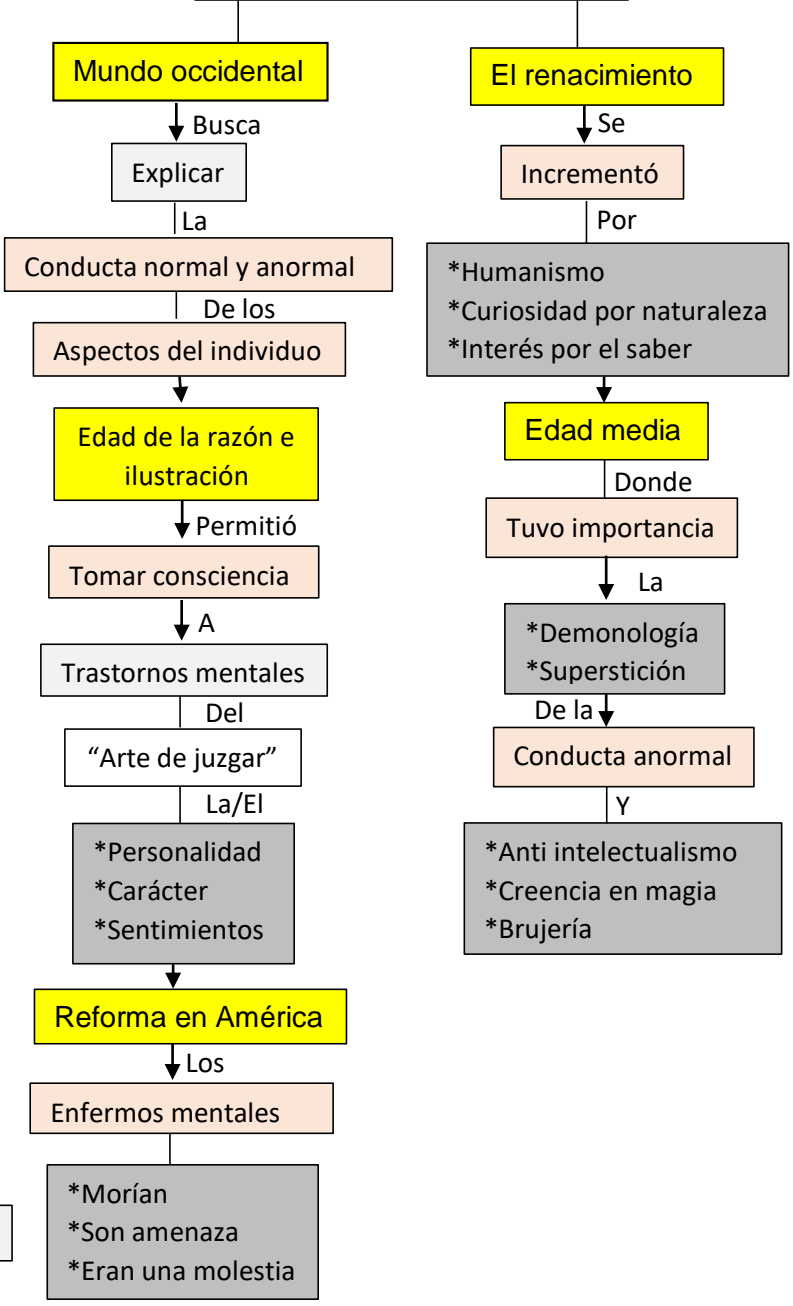 Mundo occidental
Busca
Explicar
La
Conducta normal y anormal
De los
Aspectos del individuo
Edad de la razón e
ilustración
Permitió
Tomar consciencia
A
Trastornos mentales
Del
“Arte de juzgar”
La/El
*Personalidad
*Carácter
*Sentimientos
Reforma en América
Los
Enfermos mentales
*Morían
*Son amenaza
*Eran una molestia
El renacimiento
Se
Incrementó
Por
*Humanismo
*Curiosidad por naturaleza
*Interés por el saber
Edad media
Donde
Tuvo importancia
La
*Demonología
*Superstición
De la
Conducta anormal
Y
*Anti intelectualismo
*Creencia en magia
*Brujería